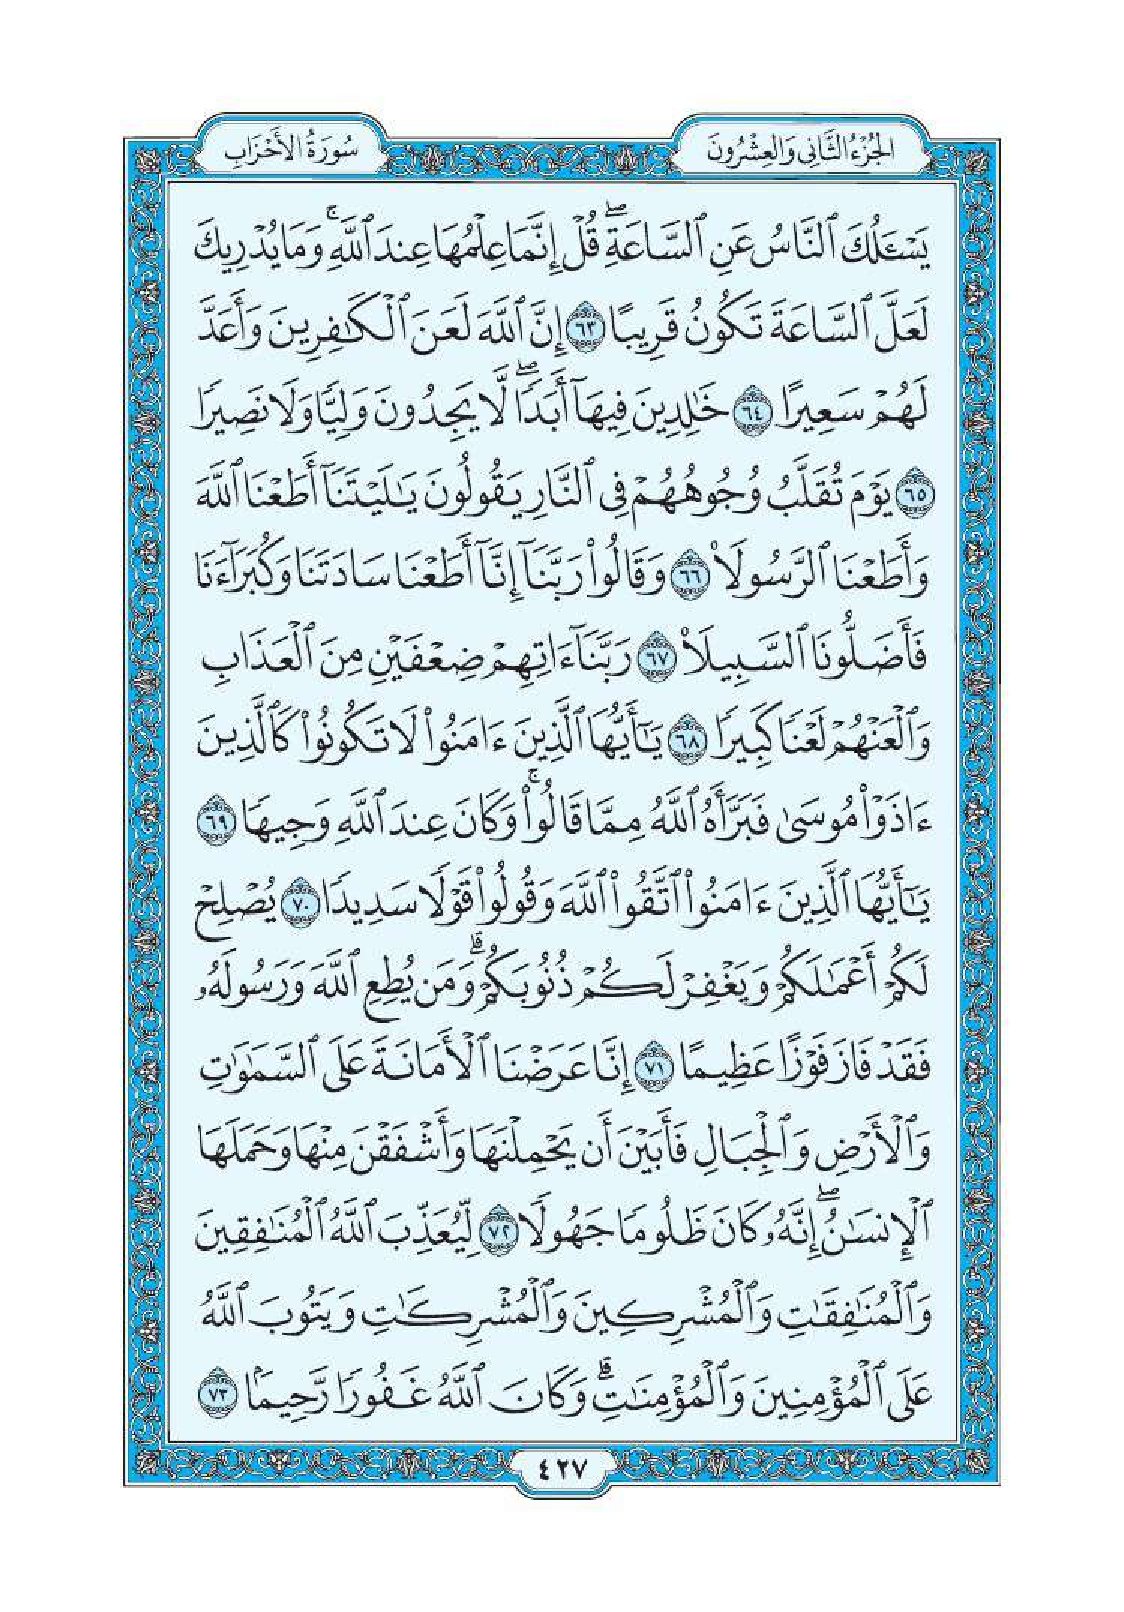 الجُزْءُ الثَّانِي وَالعِشْرُونَ
سُورَةُ الأَحْزَابِ
يَسْـَٔلُكَ ٱلنَّاسُ عَنِ ٱلسَّاعَةِۖ قُلْ إِنَّمَا عِلْمُهَا عِندَ ٱللَّهِۚ وَمَا يُدْرِيكَ
لَعَلَّ ٱلسَّاعَةَ تَكُونُ قَرِيبًا ٦٣ إِنَّ ٱللَّهَ لَعَنَ ٱلْكَٰفِرِينَ وَأَعَدَّ
لَهُمْ سَعِيرًا ٦٤ خَٰلِدِينَ فِيهَآ أَبَدًاۖ لَّا يَجِدُونَ وَلِيًّا وَلَا نَصِيرًا
٦٥ يَوْمَ تُقَلَّبُ وُجُوهُهُمْ فِى ٱلنَّارِ يَقُولُونَ يَٰلَيْتَنَآ أَطَعْنَا ٱللَّهَ
وَأَطَعْنَا ٱلرَّسُولَا۠ ٦٦ وَقَالُوا۟ رَبَّنَآ إِنَّآ أَطَعْنَا سَادَتَنَا وَكُبَرَآءَنَا
فَأَضَلُّونَا ٱلسَّبِيلَا۠ ٦٧ رَبَّنَآ ءَاتِهِمْ ضِعْفَيْنِ مِنَ ٱلْعَذَابِ
وَٱلْعَنْهُمْ لَعْنًا كَبِيرًا ٦٨ يَٰٓأَيُّهَا ٱلَّذِينَ ءَامَنُوا۟ لَا تَكُونُوا۟ كَٱلَّذِينَ
ءَاذَوْا۟ مُوسَىٰ فَبَرَّأَهُ ٱللَّهُ مِمَّا قَالُوا۟ۚ وَكَانَ عِندَ ٱللَّهِ وَجِيهًا ٦٩
يَٰٓأَيُّهَا ٱلَّذِينَ ءَامَنُوا۟ ٱتَّقُوا۟ ٱللَّهَ وَقُولُوا۟ قَوْلًا سَدِيدًا ٧٠ يُصْلِحْ
لَكُمْ أَعْمَٰلَكُمْ وَيَغْفِرْ لَكُمْ ذُنُوبَكُمْۗ وَمَن يُطِعِ ٱللَّهَ وَرَسُولَهُۥ
فَقَدْ فَازَ فَوْزًا عَظِيمًا ٧١ إِنَّا عَرَضْنَا ٱلْأَمَانَةَ عَلَى ٱلسَّمَٰوَٰتِ
وَٱلْأَرْضِ وَٱلْجِبَالِ فَأَبَيْنَ أَن يَحْمِلْنَهَا وَأَشْفَقْنَ مِنْهَا وَحَمَلَهَا
ٱلْإِنسَٰنُۖ إِنَّهُۥ كَانَ ظَلُومًا جَهُولًا ٧٢ لِّيُعَذِّبَ ٱللَّهُ ٱلْمُنَٰفِقِينَ
وَٱلْمُنَٰفِقَٰتِ وَٱلْمُشْرِكِينَ وَٱلْمُشْرِكَٰتِ وَيَتُوبَ ٱللَّهُ
عَلَى ٱلْمُؤْمِنِينَ وَٱلْمُؤْمِنَٰتِۗ وَكَانَ ٱللَّهُ غَفُورًا رَّحِيمًۢا ٧٣
٤٢٧